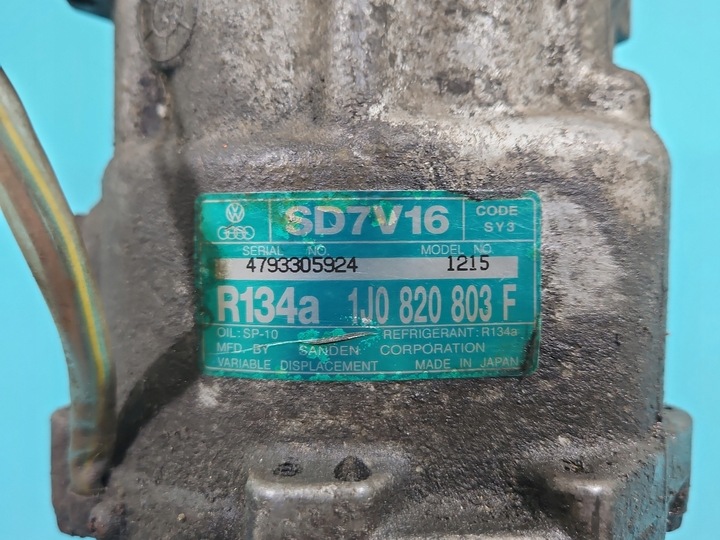 SD7V16
CODE
SY3
SERIAL NO.
MODEL NO.
4793305924
1215
R134a 1J0 820 803 F
OIL: SP-10
REFRIGERANT: R134a
MFD. BY SANDEN CORPORATION
VARIABLE DISPLACEMENT
MADE IN JAPAN